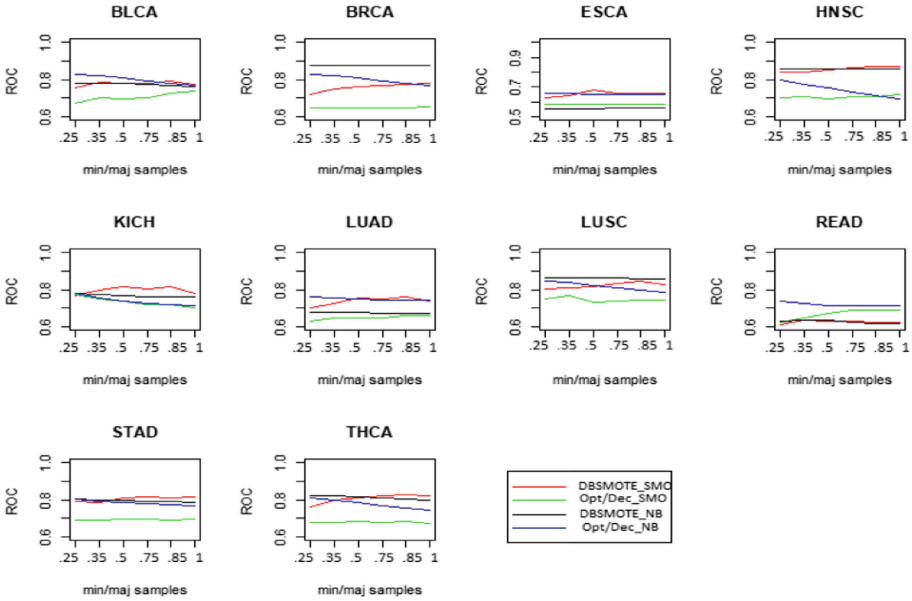 BLCA
BRCA
ESCA
HNSC
ROC
1.0
0.8
0.6
.25 .35 .5 .75 .85 1
min/maj samples
ROC
1.0
0.8
0.6
.25 .35 .5 .75 .85 1
min/maj samples
ROC
0.9
0.7
0.5
.25 .35 .5 .75 .85 1
min/maj samples
ROC
1.0
0.8
0.6
.25 .35 .5 .75 .85 1
min/maj samples
KICH
LUAD
LUSC
READ
ROC
1.0
0.8
0.6
.25 .35 .5 .75 .85 1
min/maj samples
ROC
1.0
0.8
0.6
.25 .35 .5 .75 .85 1
min/maj samples
ROC
1.0
0.8
0.6
.25 .35 .5 .75 .85 1
min/maj samples
ROC
1.0
0.8
0.6
.25 .35 .5 .75 .85 1
min/maj samples
STAD
THCA
ROC
1.0
0.8
0.6
.25 .35 .5 .75 .85 1
min/maj samples
ROC
1.0
0.8
0.6
.25 .35 .5 .75 .85 1
min/maj samples
DBSMOTE_SMO
Opt/Dec_SMO
DBSMOTE_NB
Opt/Dec_NB